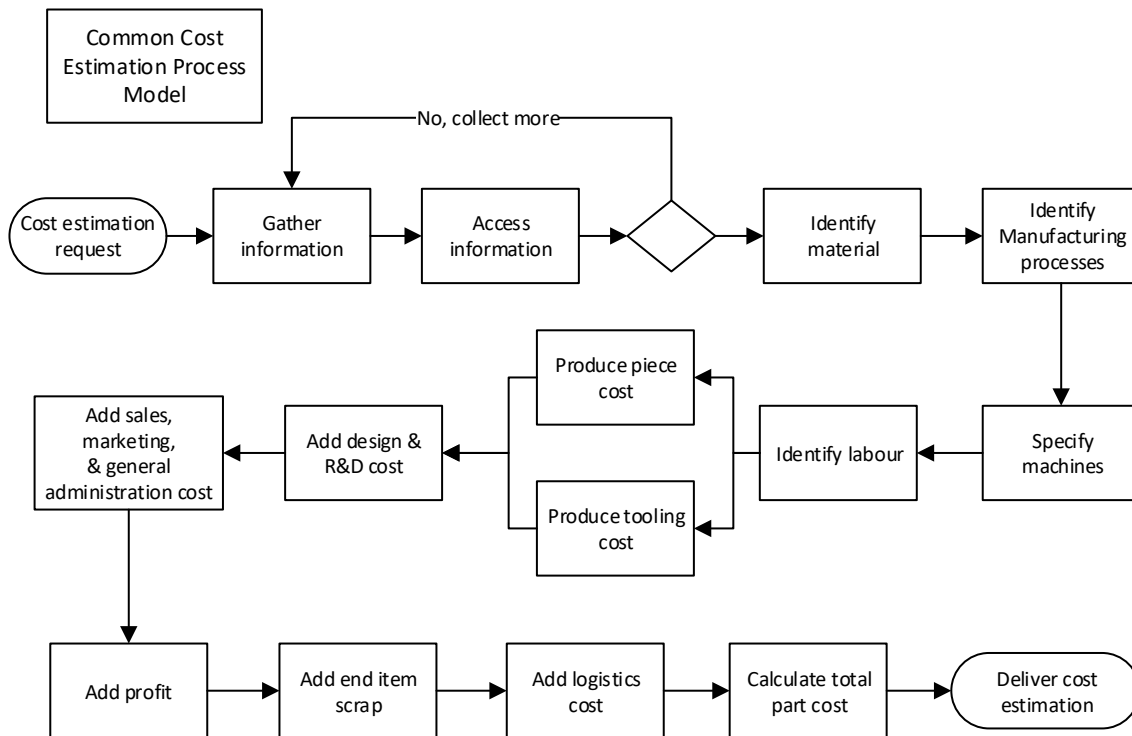 Common Cost
Estimation Process
Model
No, collect more
Cost estimation
request
Gather
information
Access
information
Identify
material
Identify
Manufacturing
processes
Specify
machines
Identify labour
Produce piece
cost
Produce tooling
cost
Add design &
R&D cost
Add sales,
marketing,
& general
administration cost
Add profit
Add end item
scrap
Add logistics
cost
Calculate total
part cost
Deliver cost
estimation